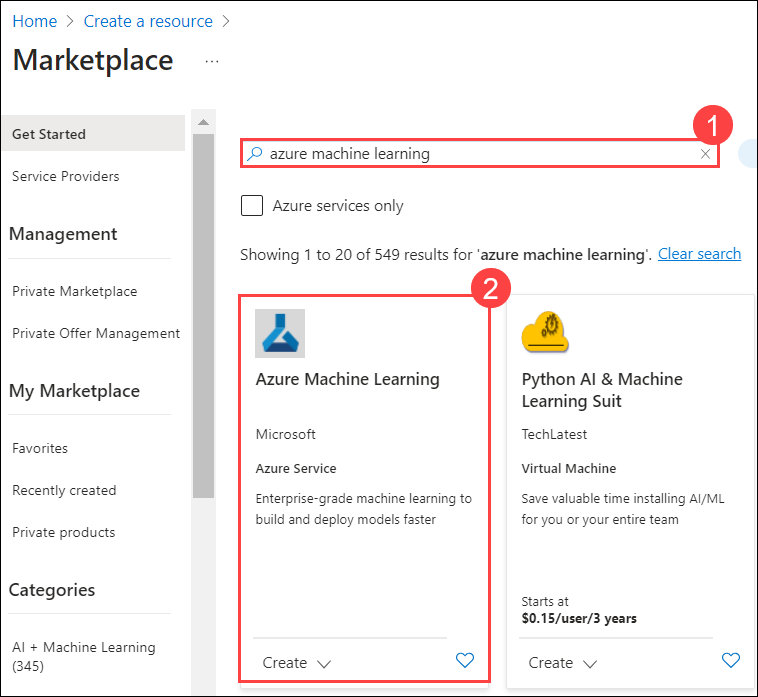 Home > Create a resource >
Marketplace ...
Get Started
Service Providers
Management
Private Marketplace
Private Offer Management
My Marketplace
Favorites
Recently created
Private products
Categories
AI + Machine Learning
(345)
1
azure machine learning
Azure services only
Showing 1 to 20 of 549 results for 'azure machine learning'. Clear search
2
Azure Machine Learning
Microsoft
Azure Service
Enterprise-grade machine learning to
build and deploy models faster
Create
Python AI & Machine
Learning Suit
TechLatest
Virtual Machine
Save valuable time installing AI/ML
for you or your entire team
Starts at
$0.15/user/3 years
Create